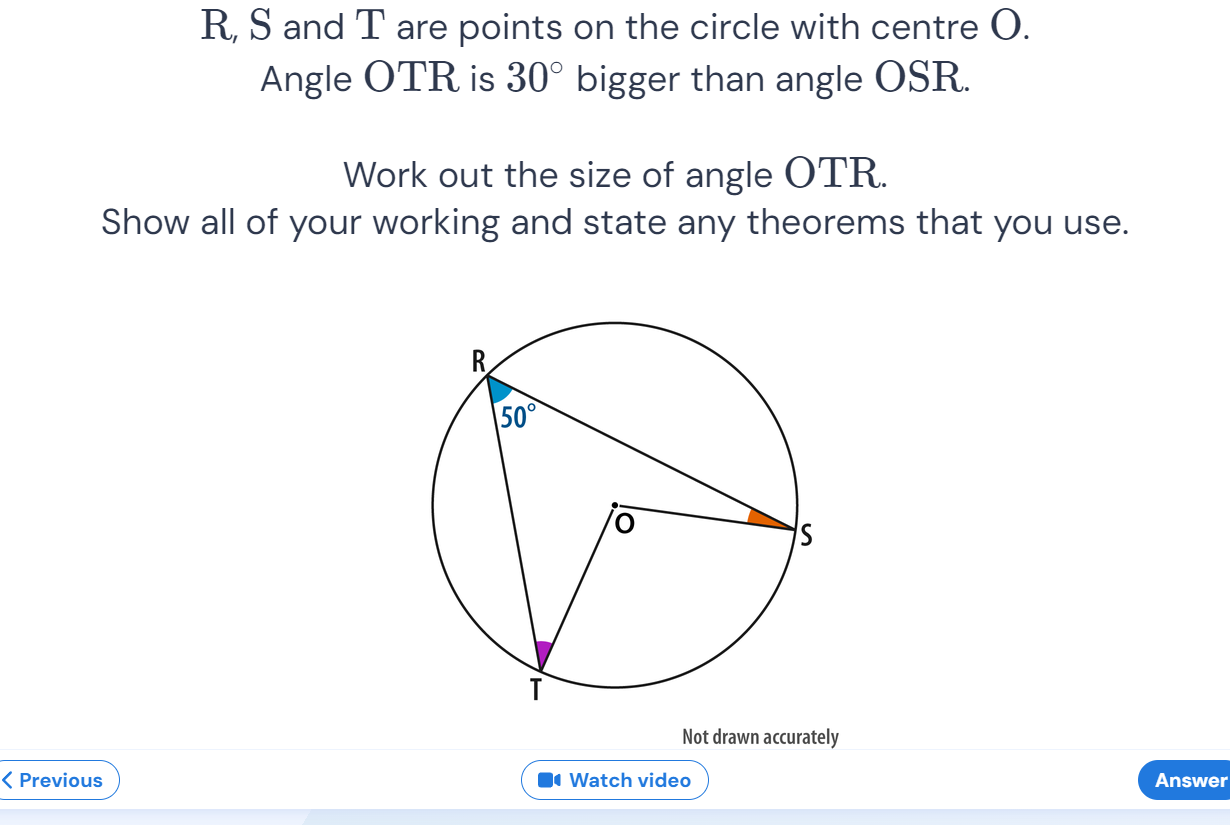 R, S and T are points on the circle with centre O.
Angle OTR is 30° bigger than angle OSR.
Work out the size of angle OTR.
Show all of your working and state any theorems that you use.
R
50°
O
S
T
Not drawn accurately
Previous
Watch video
Answer